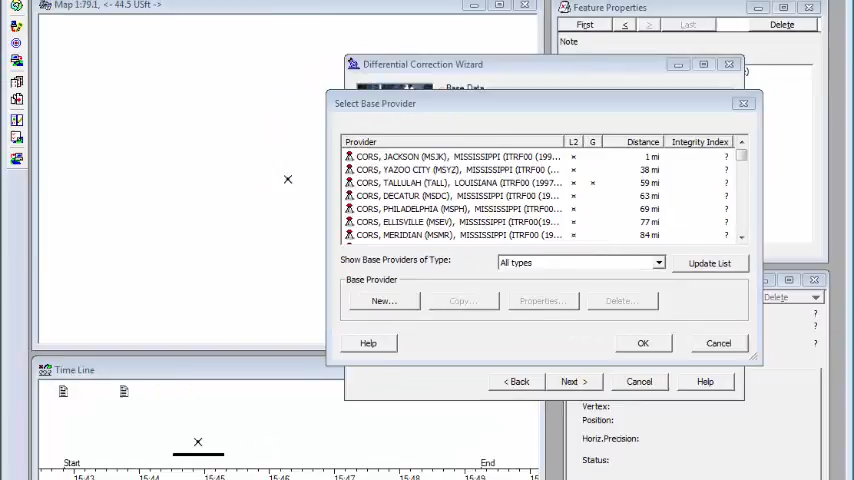 Map 1:79.1, <- 44.5 USft ->
Feature Properties
First < > Last Delete
Note
Differential Correction Wizard
Base Data
Select Base Provider
Provider L2 G Distance Integrity Index
CORS, JACKSON (MSJK), MISSISSIPPI (ITRF00 (199... 1 mi ?
CORS, YAZOO CITY (MSYZ), MISSISSIPPI (ITRF00 (... 38 mi ?
CORS, TALLULAH (TALL), LOUISIANA (ITRF00 (1997... 59 mi ?
CORS, DECATUR (MSDC), MISSISSIPPI (ITRF00 (19... 63 mi ?
CORS, PHILADELPHIA (MSPH), MISSISSIPPI (ITRF00... 69 mi ?
CORS, ELLISVILLE (MSEV), MISSISSIPPI (ITRF00 (1... 77 mi ?
CORS, MERIDIAN (MSMR), MISSISSIPPI (ITRF00 (19... 84 mi ?
Show Base Providers of Type: All types Update List
Base Provider
New... Copy... Properties... Delete...
Help OK Cancel
Delete
?
?
?
< Back Next > Cancel Help
Time Line
Vertex:
Position:
Horiz.Precision:
Status:
Start End
15:43 15:44 15:45 15:46 15:47 15:48 15:49 15: